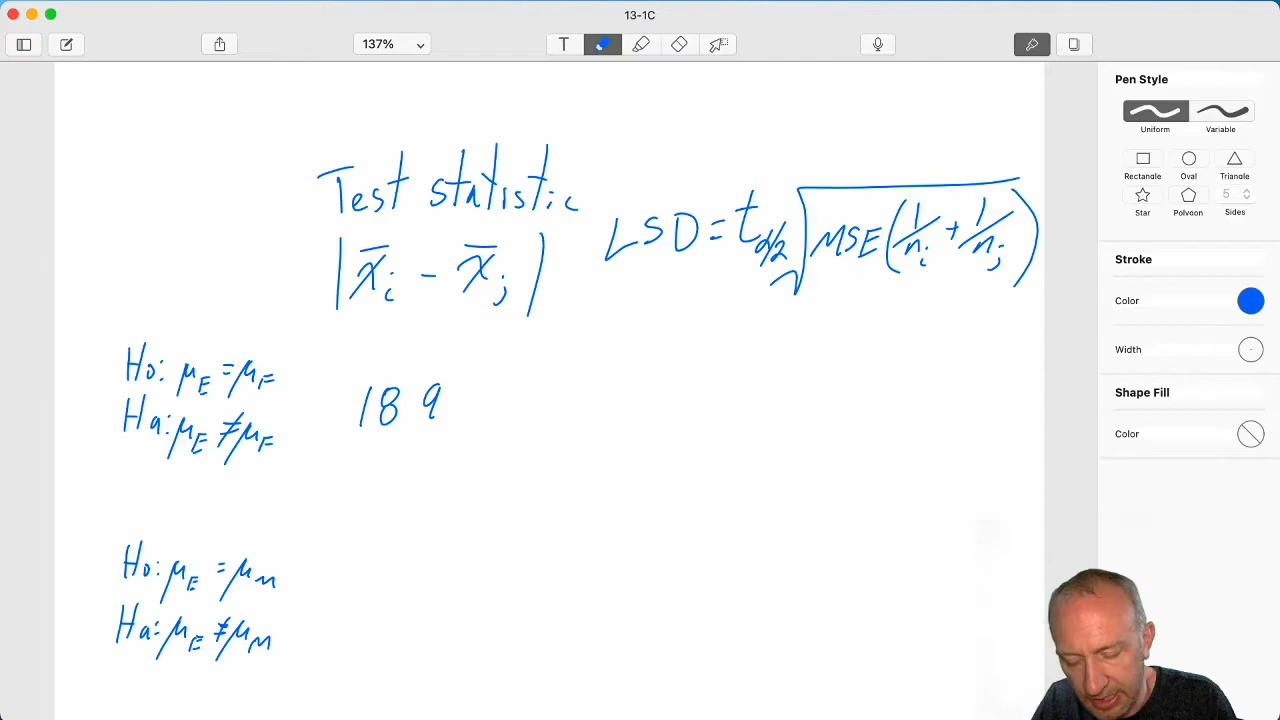 13-1C
137%
T
Pen Style
Uniform Variable
Rectangle Oval Triangle
5
Star Polygon Sides
Stroke
Color
Width
Shape Fill
Color
Test statistic
|x̄i - x̄j|
LSD = tα/2 √MSE(1/ni + 1/nj)
Ho: μE = μF
Ha: μE ≠ μF
18 9
Ho: μE = μM
Ha: μE ≠ μM